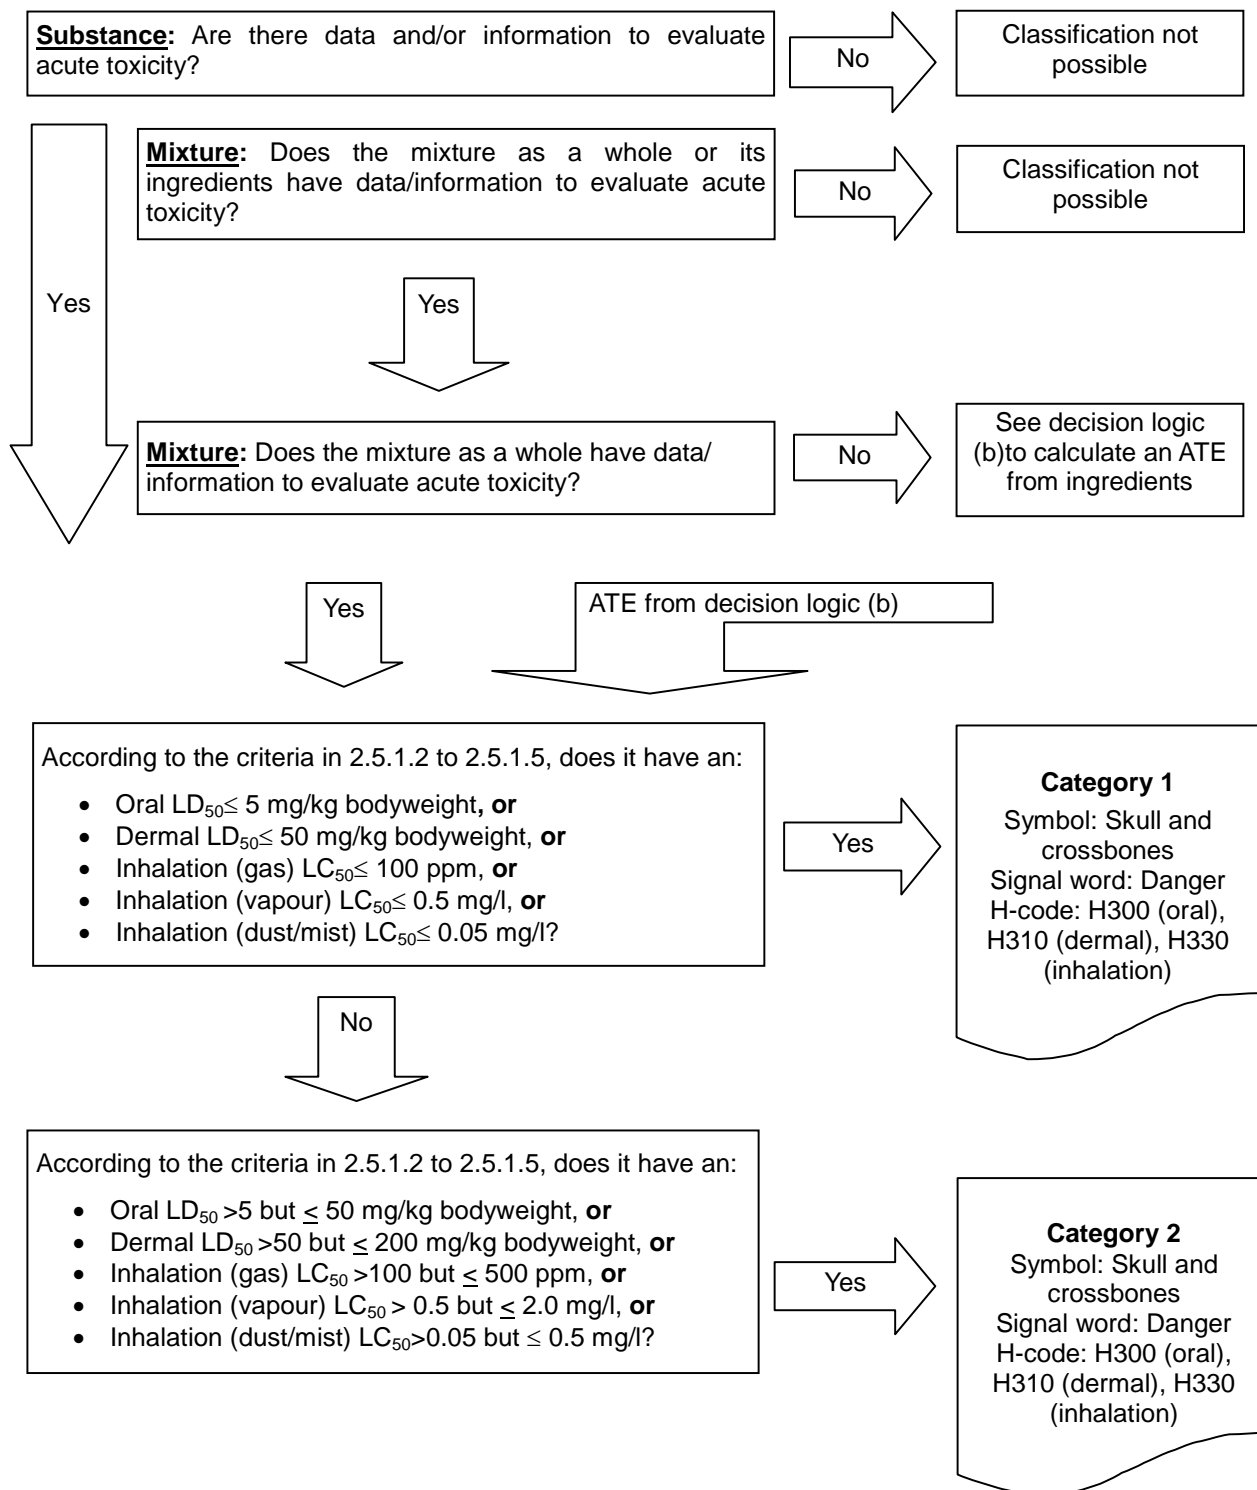 Substance: Are there data and/or information to evaluate
acute toxicity?
No
Classification not
possible
Mixture: Does the mixture as a whole or its
ingredients have data/information to evaluate acute
toxicity?
No
Classification not
possible
Yes
Yes
Mixture: Does the mixture as a whole have data/
information to evaluate acute toxicity?
No
See decision logic
(b)to calculate an ATE
from ingredients
Yes
ATE from decision logic (b)
According to the criteria in 2.5.1.2 to 2.5.1.5, does it have an:
• Oral LD50≤ 5 mg/kg bodyweight, or
• Dermal LD50≤ 50 mg/kg bodyweight, or
• Inhalation (gas) LC50≤ 100 ppm, or
• Inhalation (vapour) LC50≤ 0.5 mg/l, or
• Inhalation (dust/mist) LC50≤ 0.05 mg/l?
Yes
Category 1
Symbol: Skull and
crossbones
Signal word: Danger
H-code: H300 (oral),
H310 (dermal), H330
(inhalation)
No
According to the criteria in 2.5.1.2 to 2.5.1.5, does it have an:
• Oral LD50 >5 but ≤ 50 mg/kg bodyweight, or
• Dermal LD50 >50 but ≤ 200 mg/kg bodyweight, or
• Inhalation (gas) LC50 >100 but ≤ 500 ppm, or
• Inhalation (vapour) LC50 > 0.5 but ≤ 2.0 mg/l, or
• Inhalation (dust/mist) LC50>0.05 but ≤ 0.5 mg/l?
Yes
Category 2
Symbol: Skull and
crossbones
Signal word: Danger
H-code: H300 (oral),
H310 (dermal), H330
(inhalation)